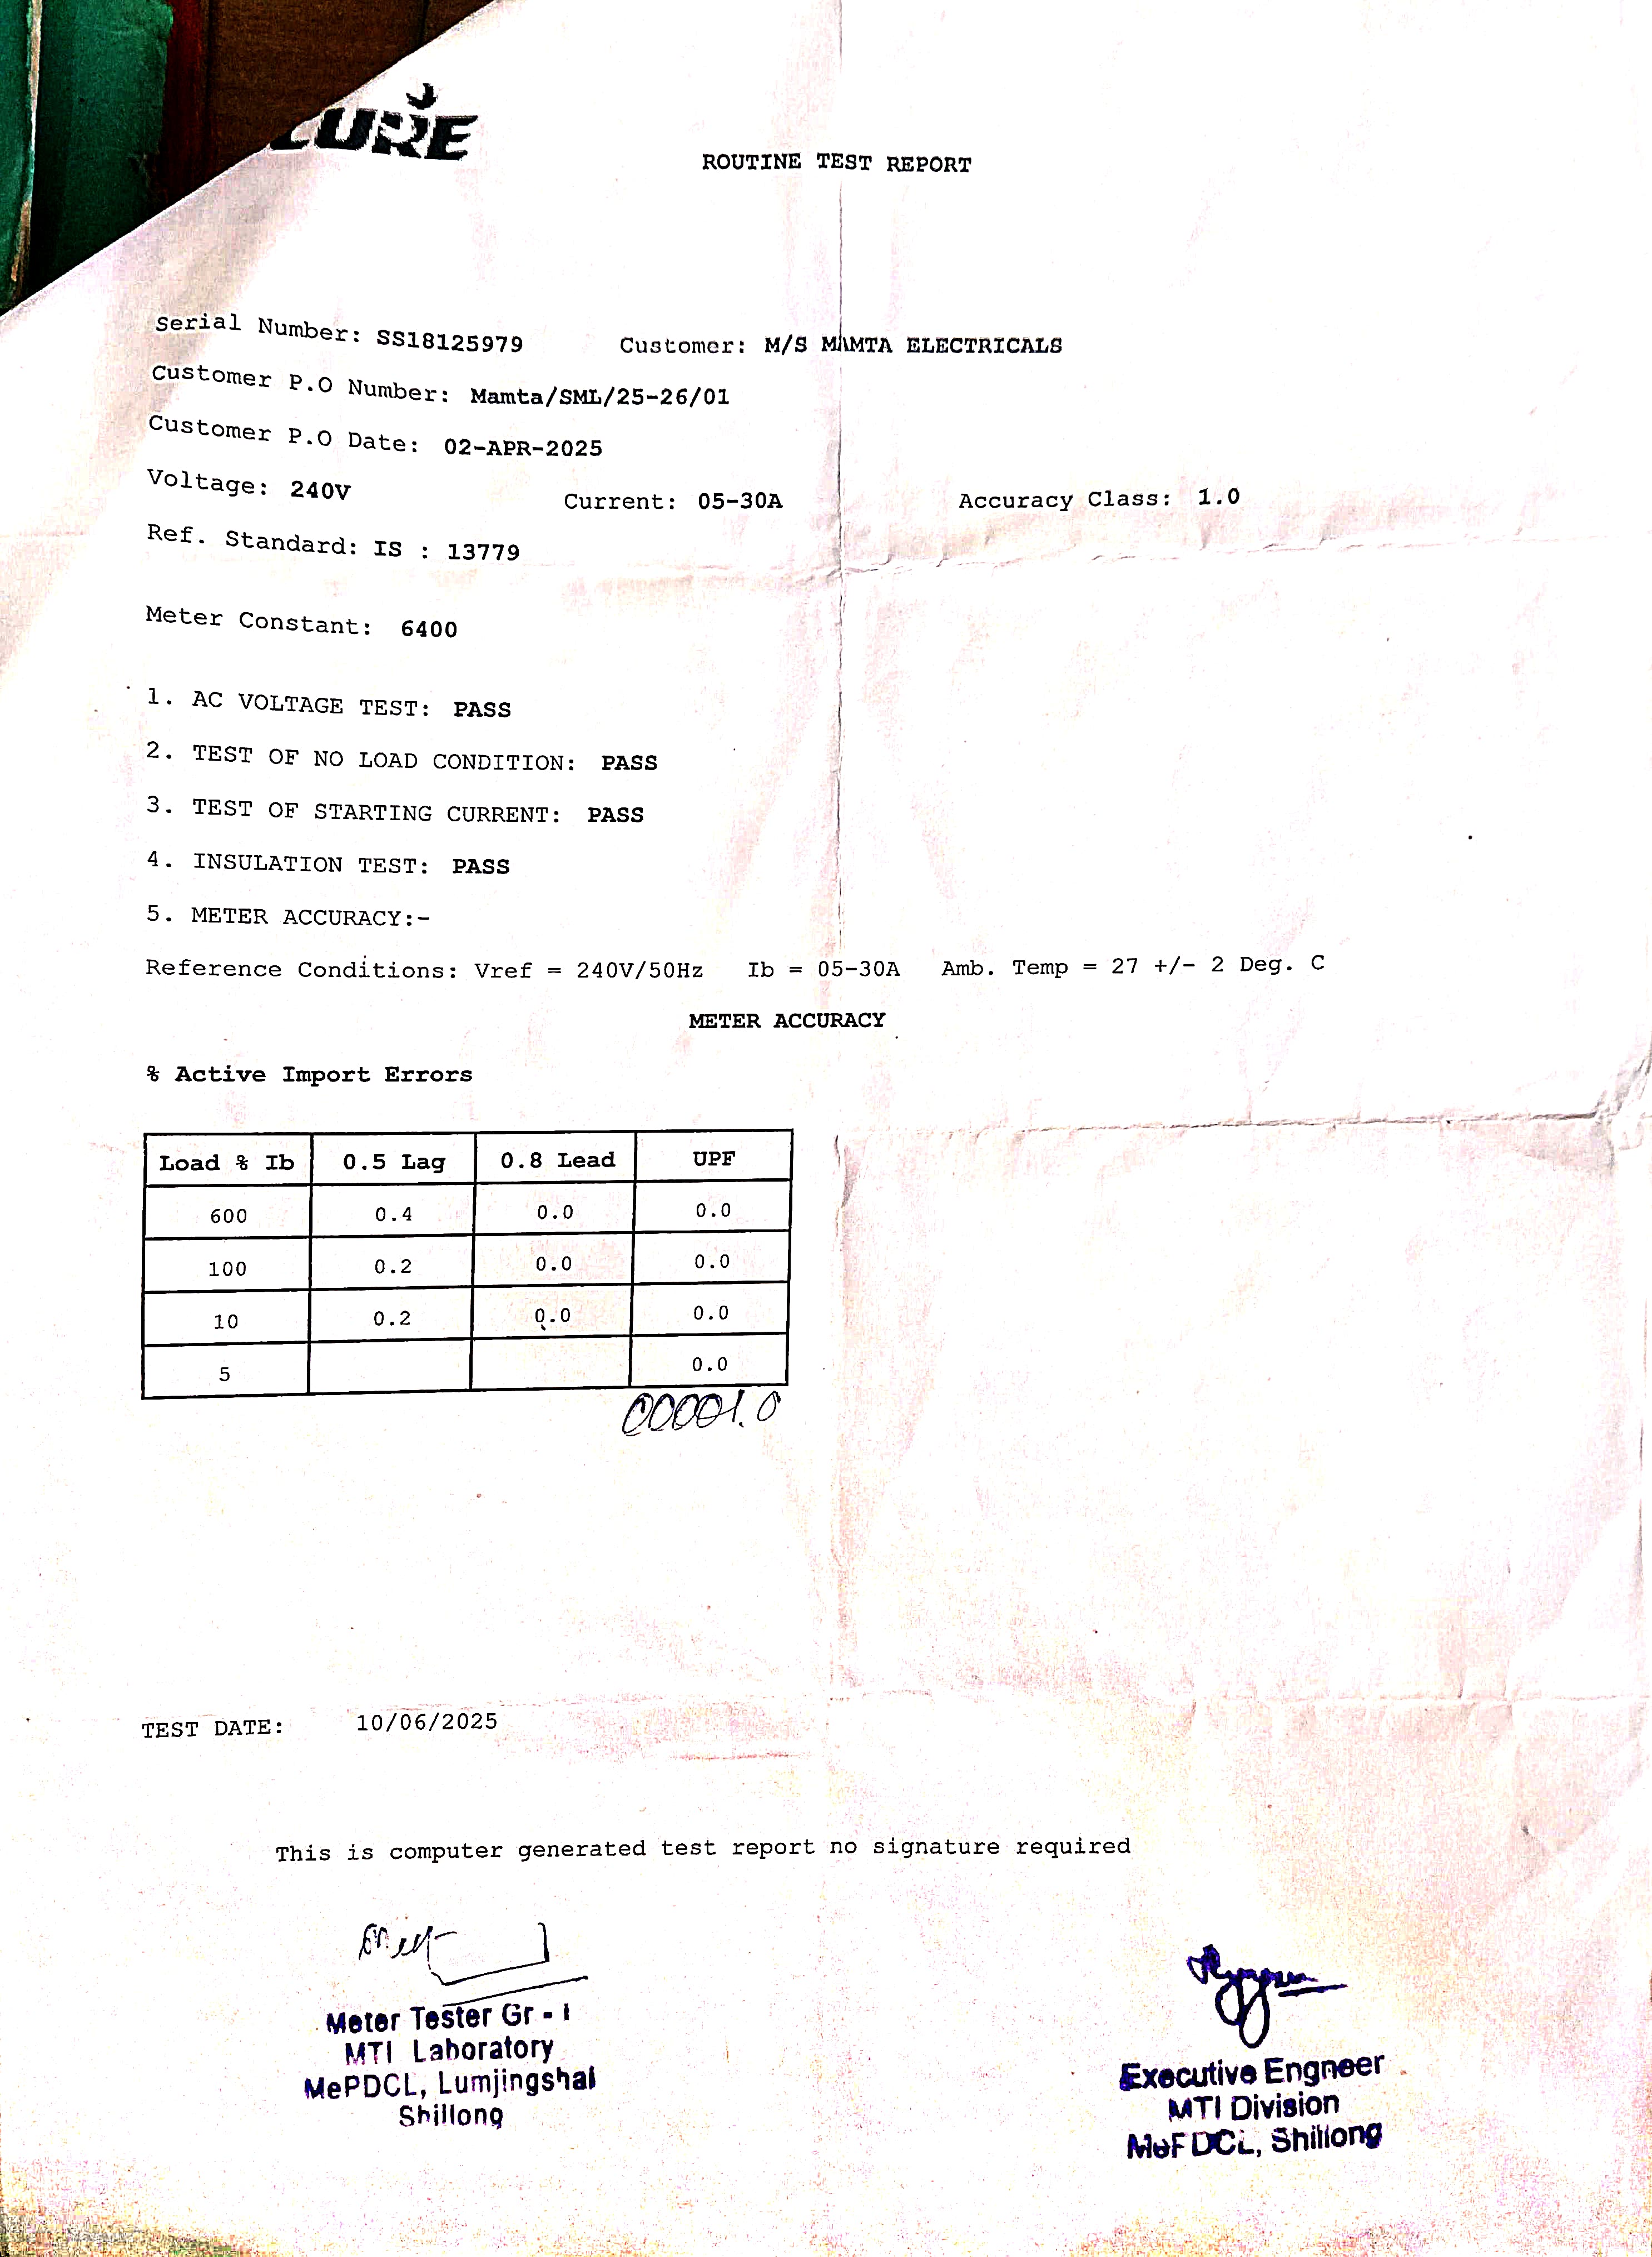 CURE
ROUTINE TEST REPORT
Serial Number: SS18125979 Customer: M/S MAMTA ELECTRICALS
Customer P.O Number: Mamta/SML/25-26/01
Customer P.O Date: 02-APR-2025
Voltage: 240V Current: 05-30A Accuracy Class: 1.0
Ref. Standard: IS : 13779
Meter Constant: 6400
1. AC VOLTAGE TEST: PASS
2. TEST OF NO LOAD CONDITION: PASS
3. TEST OF STARTING CURRENT: PASS
4. INSULATION TEST: PASS
5. METER ACCURACY:-
Reference Conditions: Vref = 240V/50Hz Ib = 05-30A Amb. Temp = 27 +/- 2 Deg. C
METER ACCURACY
% Active Import Errors
Load % Ib 0.5 Lag 0.8 Lead UPF
600 0.4 0.0 0.0
100 0.2 0.0 0.0
10 0.2 0.0 0.0
5 0.0
00001.0
TEST DATE: 10/06/2025
This is computer generated test report no signature required
Meter Tester Gr - I
MTI Laboratory
MePDCL, Lumjingshai
Shillong
Executive Engneer
MTI Division
MePDCL, Shillong